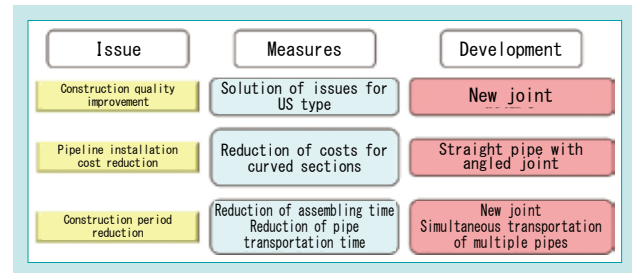 Issue
Measures
Development
Construction quality
improvement
Solution of issues for
US type
New joint
Pipeline installation
cost reduction
Reduction of costs for
curved sections
Straight pipe with
angled joint
Construction period
reduction
Reduction of assembling time
Reduction of pipe
transportation time
New joint
Simultaneous transportation
of multiple pipes